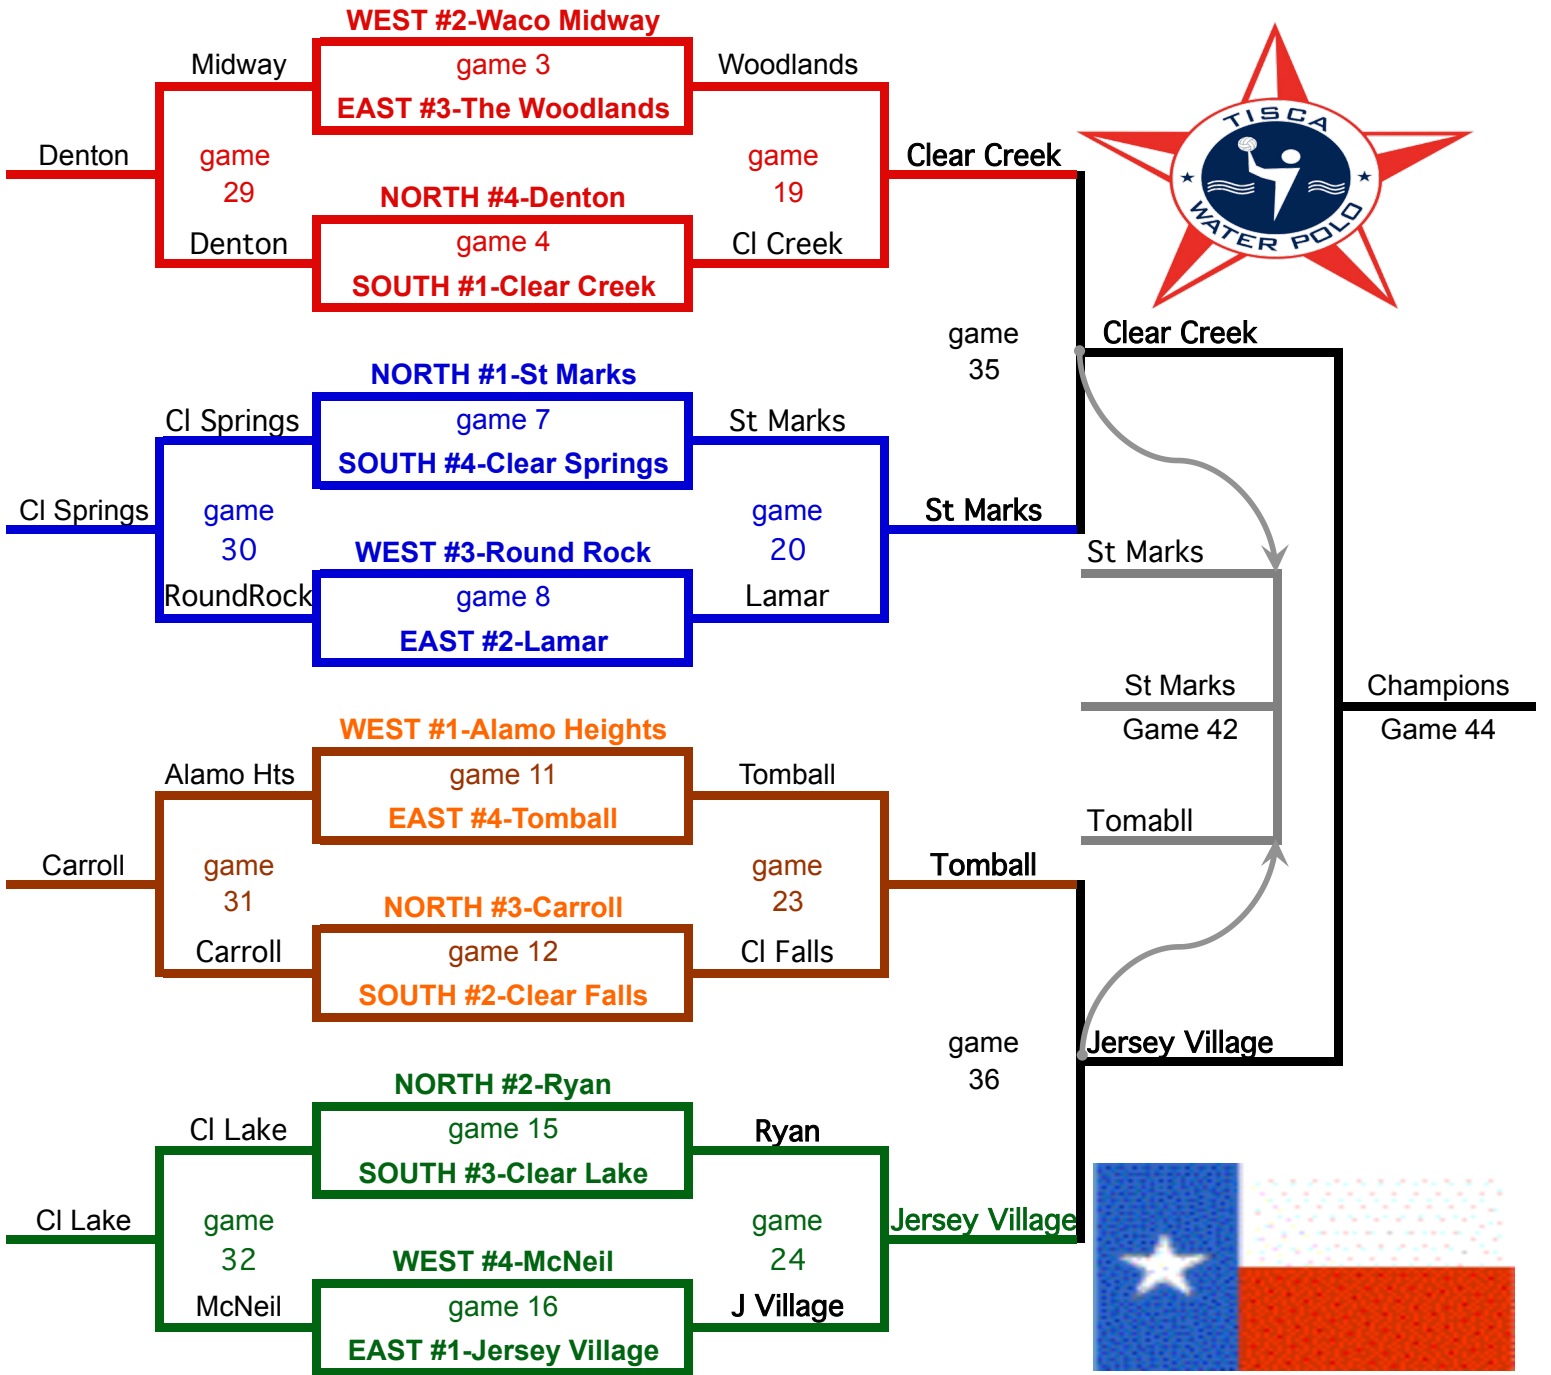 WEST #2-Waco Midway
Midway
game 3
Woodlands
EAST #3-The Woodlands
Denton
game
29
game
19
Clear Creek
NORTH #4-Denton
Denton
game 4
Cl Creek
SOUTH #1-Clear Creek
TISCA
WATER POLO
game
35
Clear Creek
NORTH #1-St Marks
Cl Springs
game 7
St Marks
SOUTH #4-Clear Springs
Cl Springs
game
30
game
20
St Marks
WEST #3-Round Rock
St Marks
RoundRock
game 8
Lamar
EAST #2-Lamar
St Marks
Game 42
Champions
Game 44
WEST #1-Alamo Heights
Alamo Hts
game 11
Tomball
EAST #4-Tomball
Tomabll
Carroll
game
31
game
23
Tomball
NORTH #3-Carroll
Carroll
game 12
Cl Falls
SOUTH #2-Clear Falls
game
36
Jersey Village
NORTH #2-Ryan
Cl Lake
game 15
Ryan
SOUTH #3-Clear Lake
Cl Lake
game
32
game
24
Jersey Village
WEST #4-McNeil
McNeil
game 16
J Village
EAST #1-Jersey Village